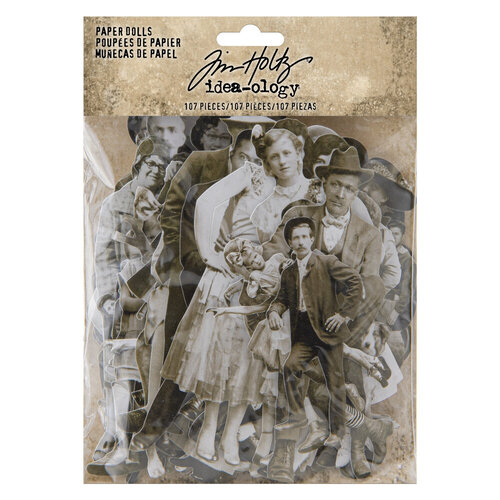 PAPER DOLLS
POUPÉES DE PAPIER
MUÑECAS DE PAPEL
Tim Holtz
idea-ology
107 PIECES/107 PIÈCES/107 PIEZAS